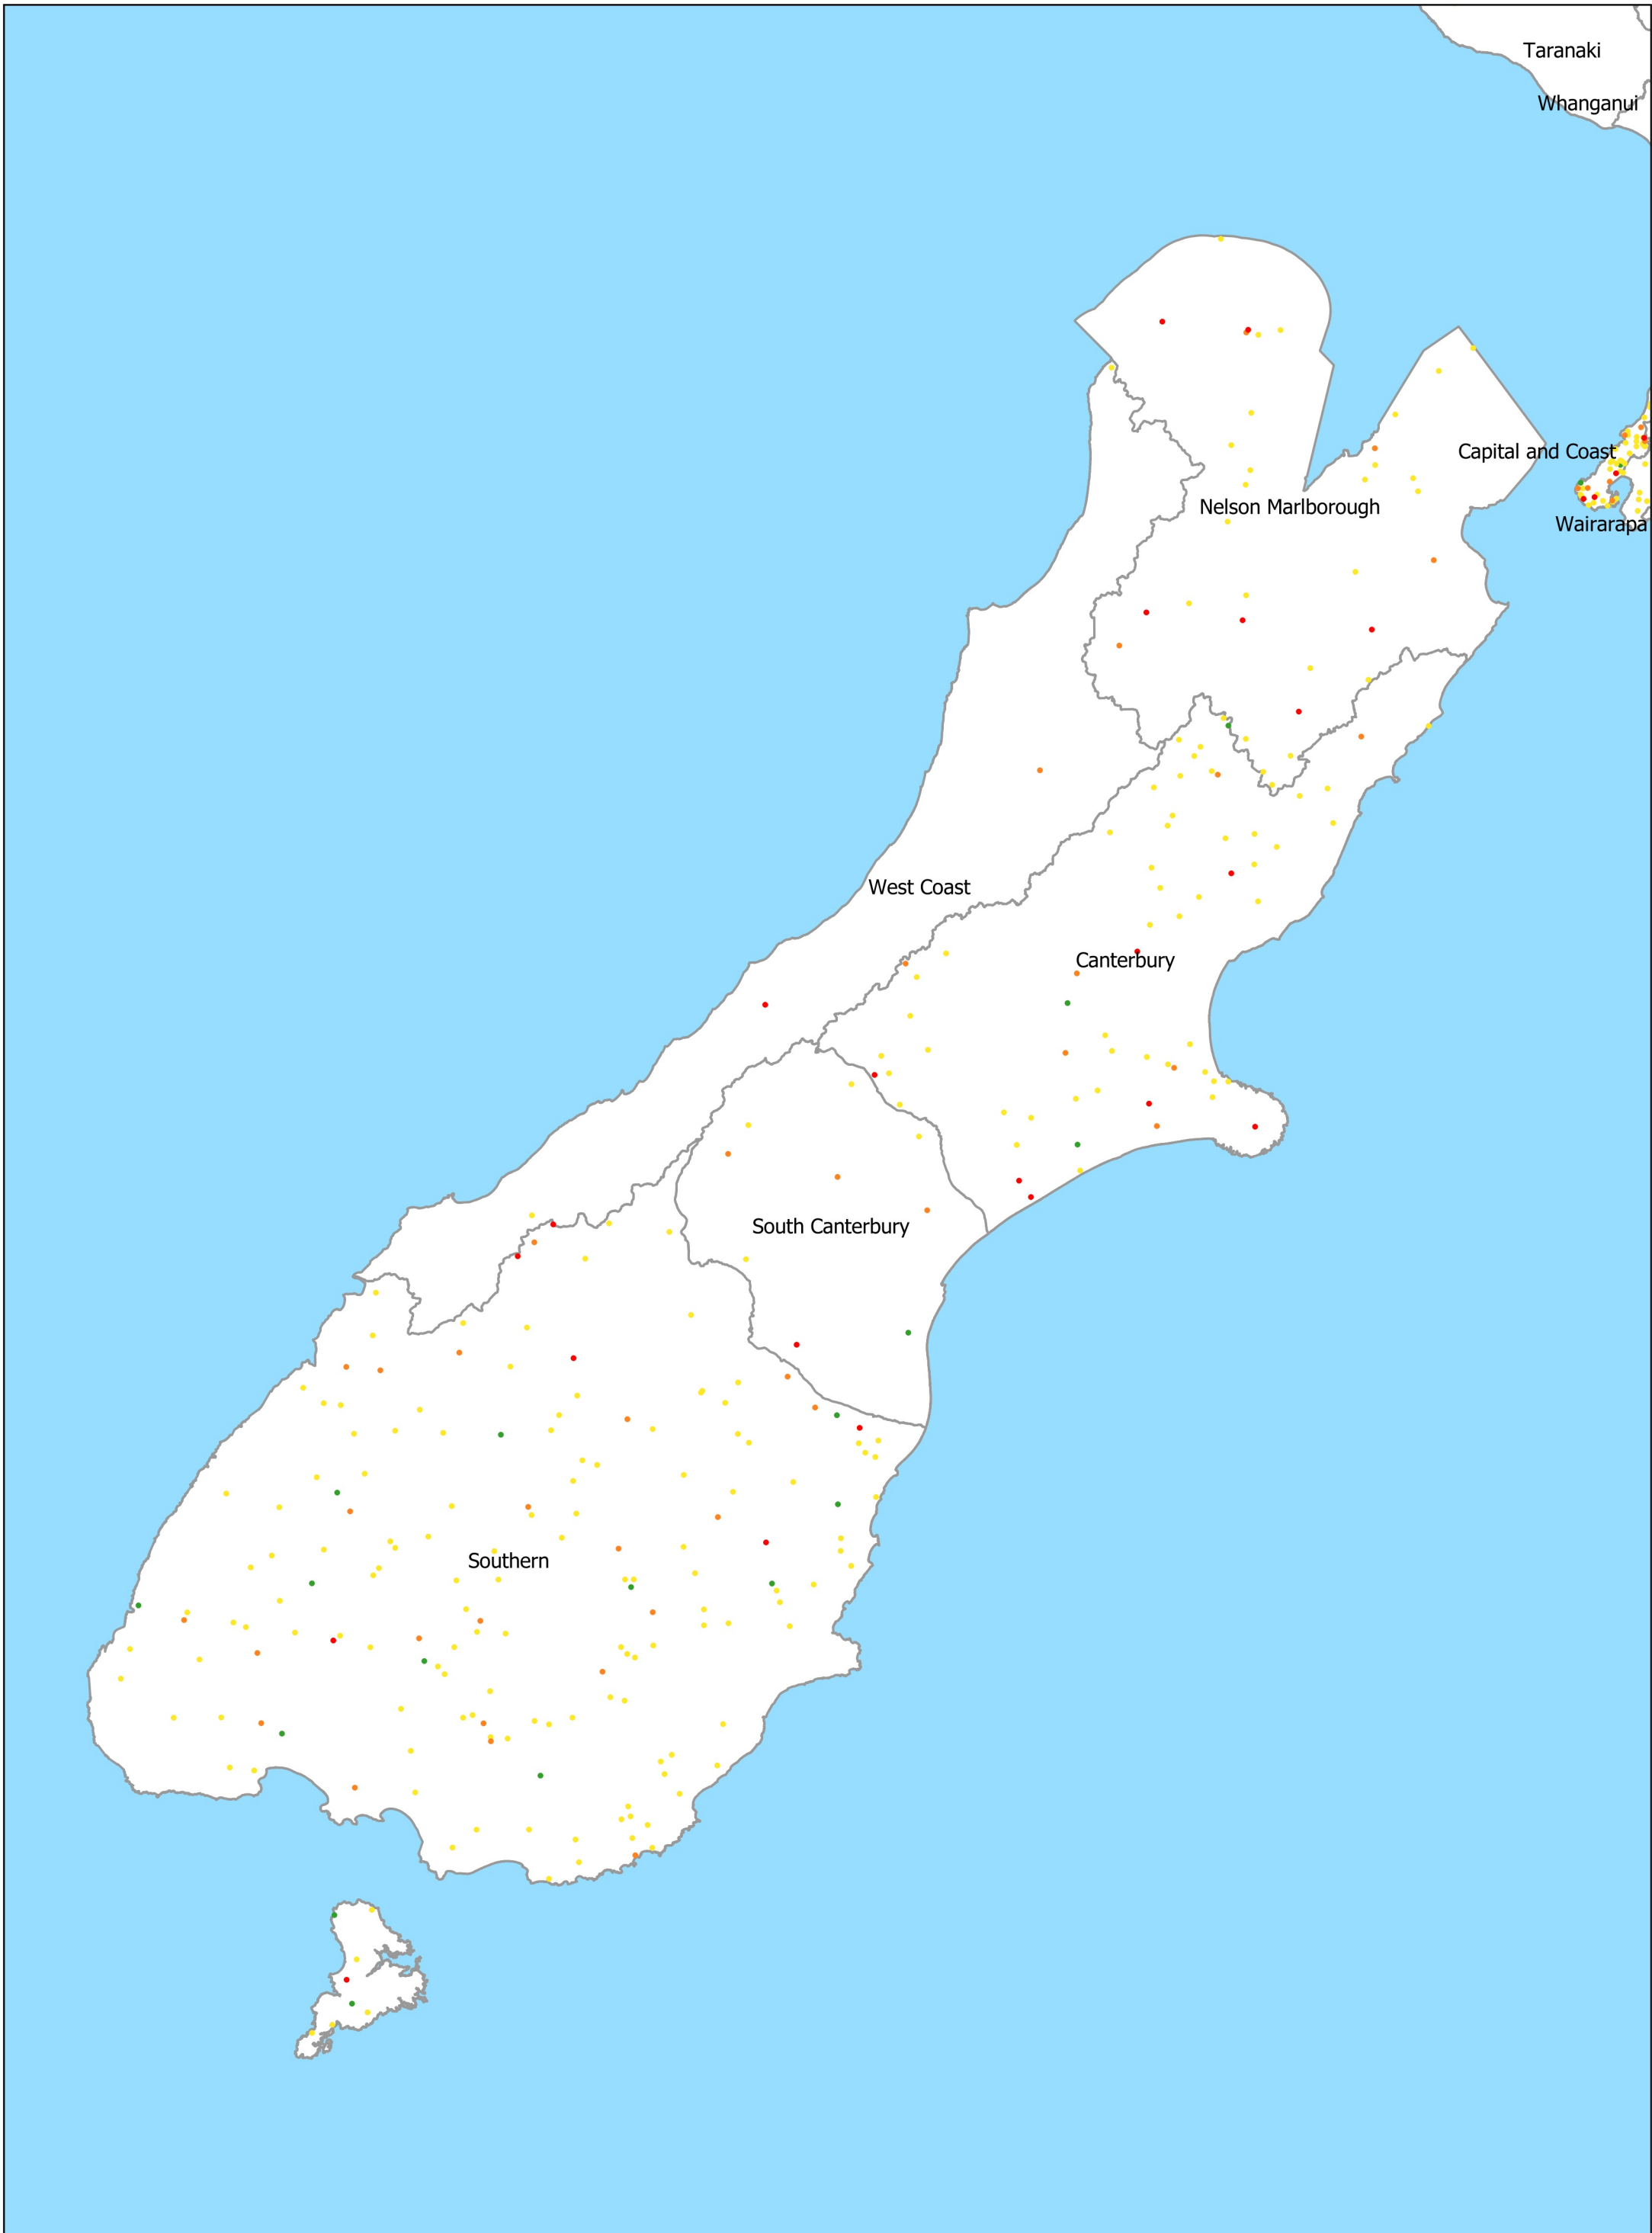 Taranaki
Whanganui
Capital and Coast
Nelson Marlborough
Wairarapa
West Coast
Canterbury
South Canterbury
Southern